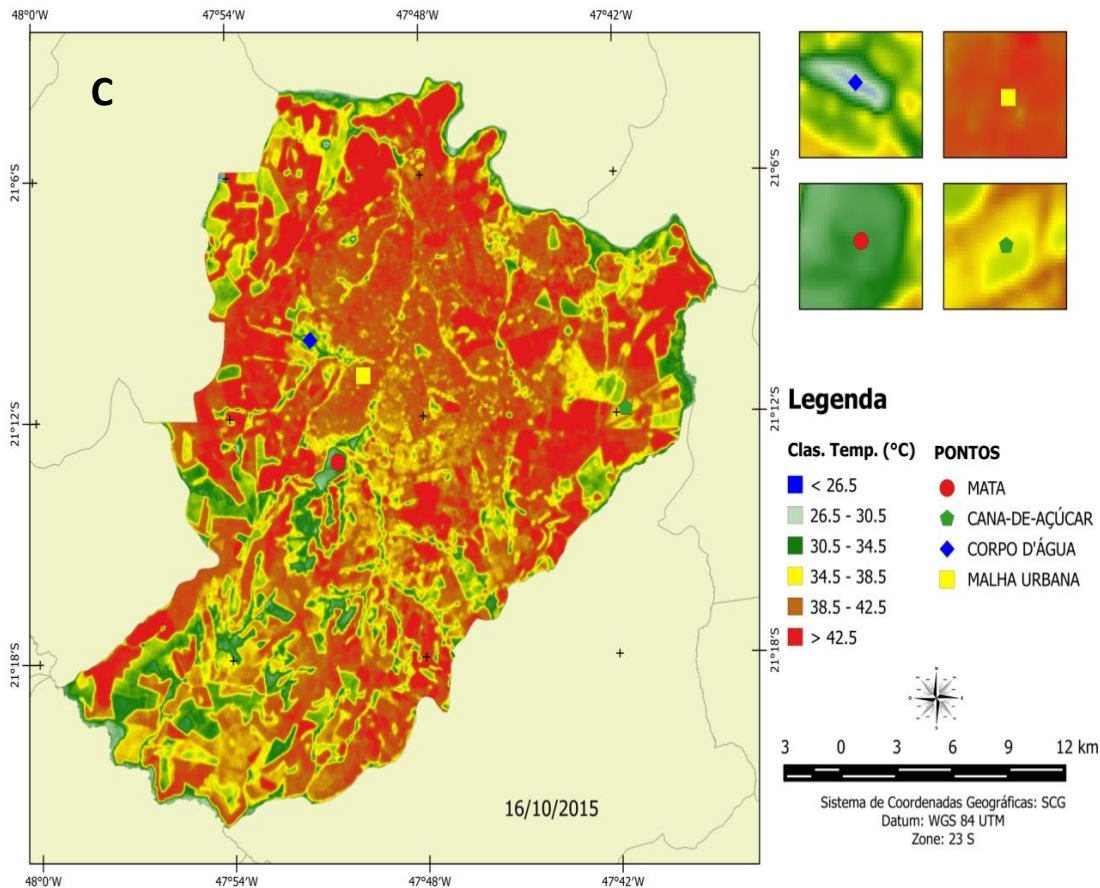 48°0'W 47°54'W 47°48'W 47°42'W
C
21°6'S
21°6'S
21°12'S
21°12'S
21°18'S
21°18'S
16/10/2015
48°0'W 47°54'W 47°48'W 47°42'W
Legenda
Clas. Temp. (°C) PONTOS
< 26.5 MATA
26.5 - 30.5 CANA-DE-AÇÚCAR
30.5 - 34.5 CORPO D'ÁGUA
34.5 - 38.5 MALHA URBANA
38.5 - 42.5
> 42.5
3 0 3 6 9 12 km
Sistema de Coordenadas Geográficas: SCG
Datum: WGS 84 UTM
Zone: 23 S